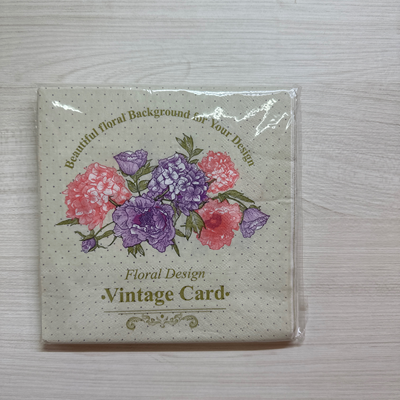 Beautiful floral Background for Your Design
Floral Design
•Vintage Card•